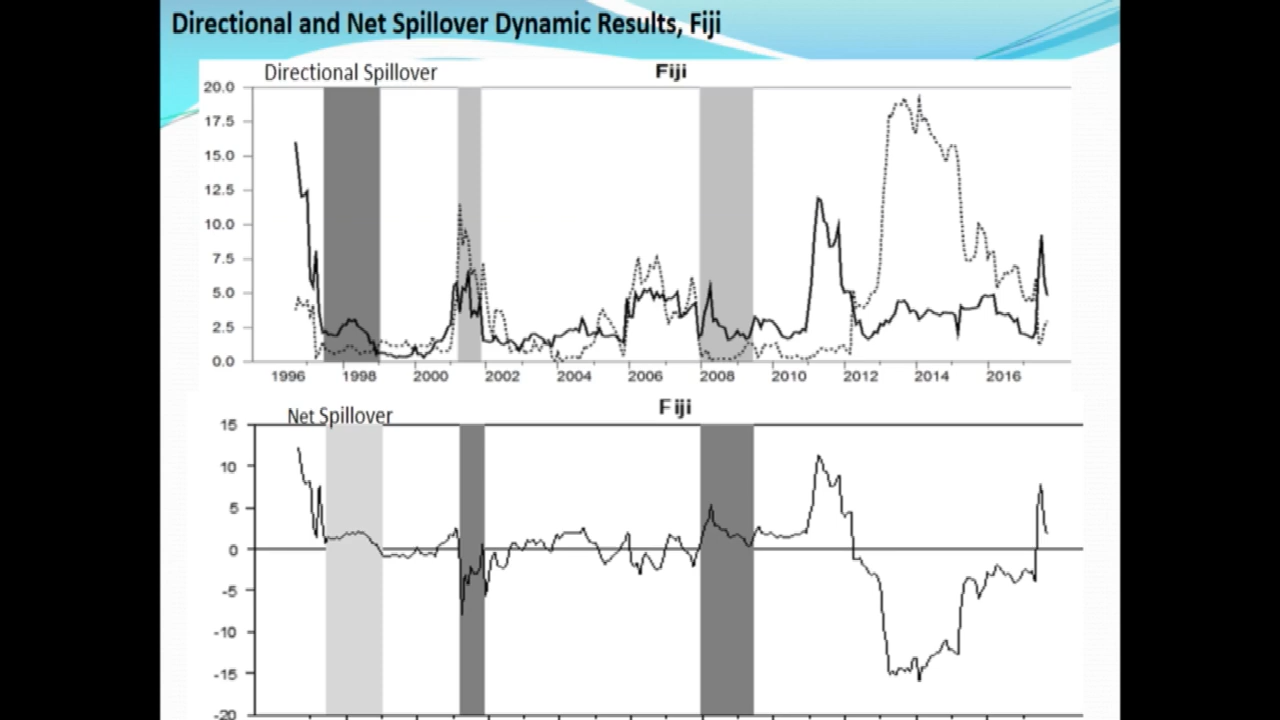 Directional and Net Spillover Dynamic Results, Fiji
Directional Spillover
Fiji
20.0
17.5
15.0
12.5
10.0
7.5
5.0
2.5
0.0
1996 1998 2000 2002 2004 2006 2008 2010 2012 2014 2016
Net Spillover
Fiji
15
10
5
0
-5
-10
-15
-20